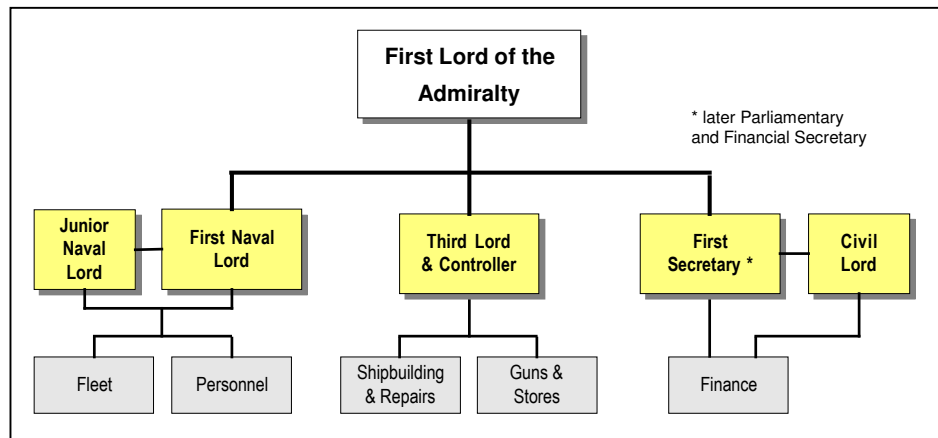 First Lord of the
Admiralty
* later Parliamentary
and Financial Secretary
Junior
Naval
Lord
First Naval
Lord
Third Lord
& Controller
First
Secretary *
Civil
Lord
Fleet
Personnel
Shipbuilding
& Repairs
Guns &
Stores
Finance